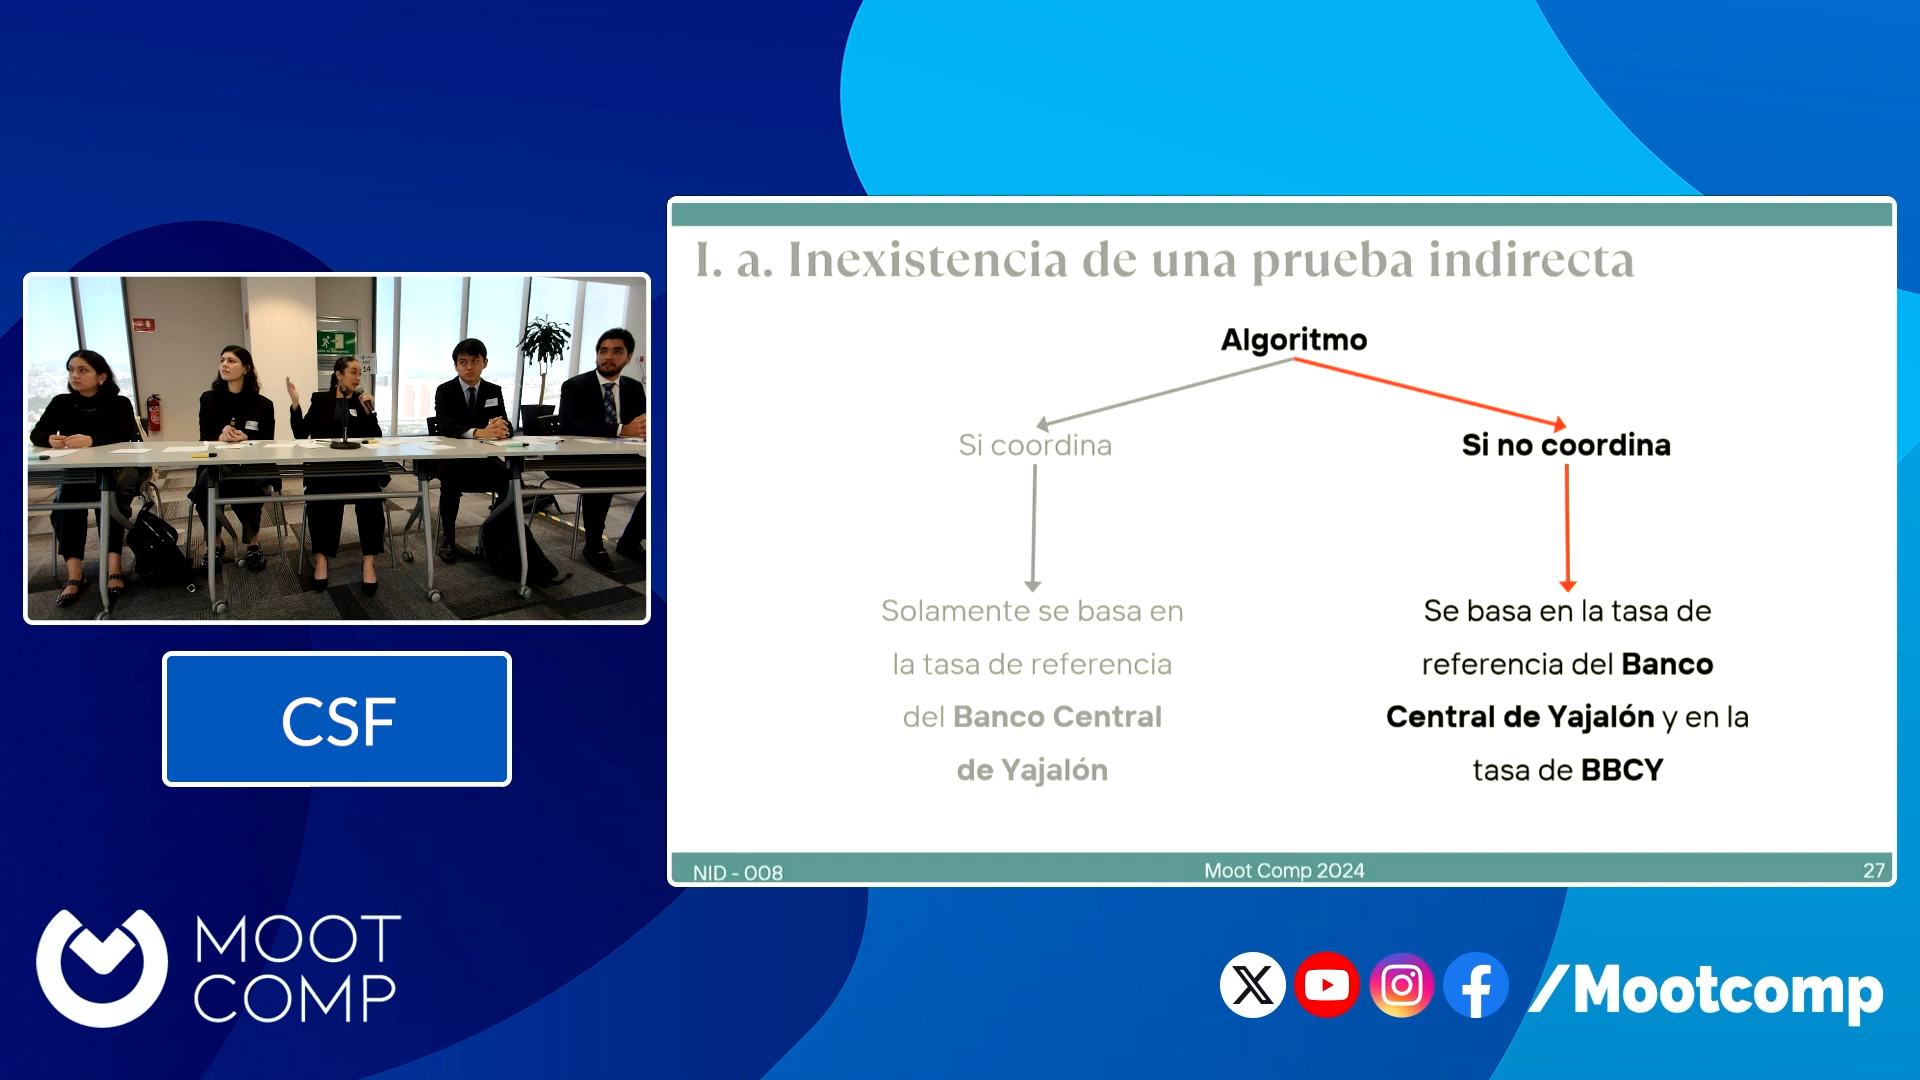 I. a. Inexistencia de una prueba indirecta
Algoritmo
Si coordina
Si no coordina
Solamente se basa en
la tasa de referencia
del Banco Central
de Yajalón
Se basa en la tasa de
referencia del Banco
Central de Yajalón y en la
tasa de BBCY
NID - 008
Moot Comp 2024
27
CSF
14
MOOT
COMP
/Mootcomp